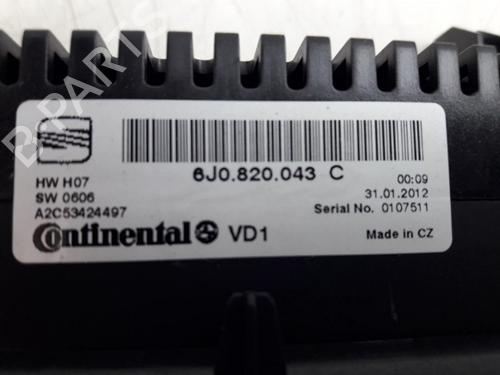 6J0.820.043 C
HW H07
00:09
SW 0606
31.01.2012
A2C53424497
Serial No. 0107511
Continental VD1
Made in CZ
B-PARTS